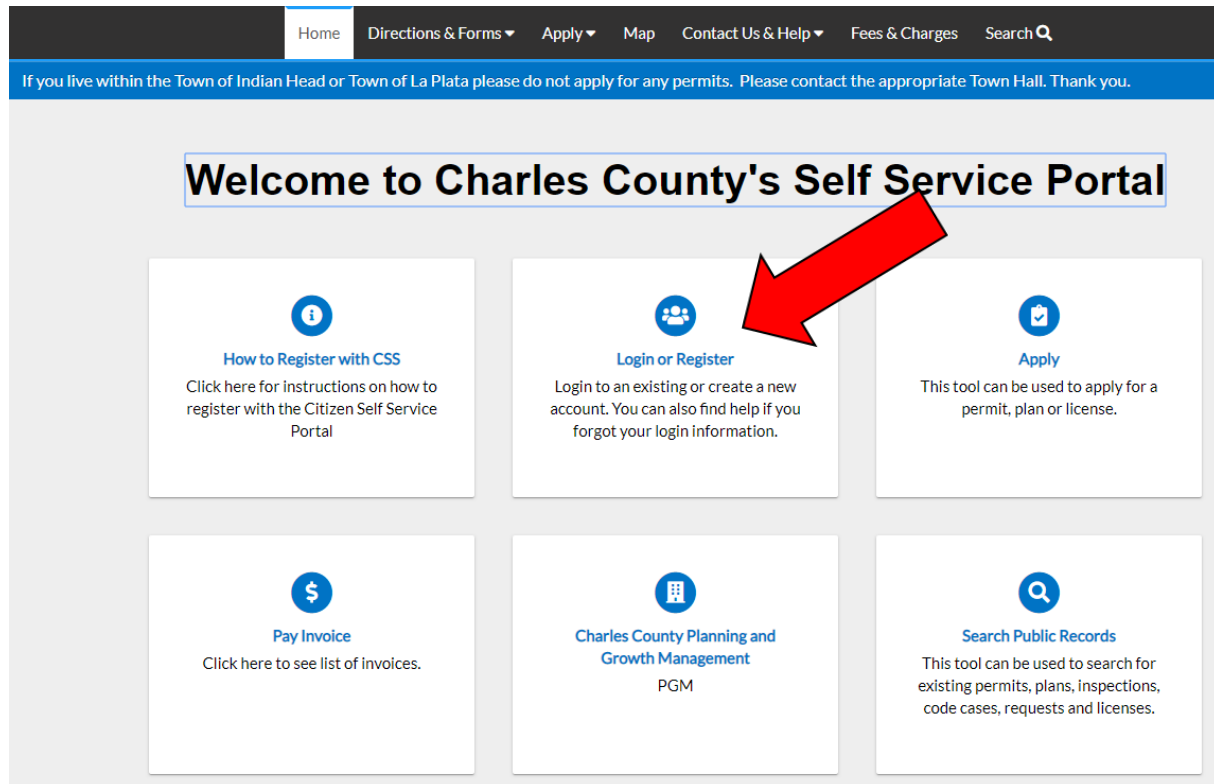 Home Directions & Forms Apply Map Contact Us & Help Fees & Charges Search
If you live within the Town of Indian Head or Town of La Plata please do not apply for any permits. Please contact the appropriate Town Hall. Thank you.
Welcome to Charles County's Self Service Portal
How to Register with CSS
Click here for instructions on how to
register with the Citizen Self Service
Portal
Login or Register
Login to an existing or create a new
account. You can also find help if you
forgot your login information.
Apply
This tool can be used to apply for a
permit, plan or license.
Pay Invoice
Click here to see list of invoices.
Charles County Planning and
Growth Management
PGM
Search Public Records
This tool can be used to search for
existing permits, plans, inspections,
code cases, requests and licenses.